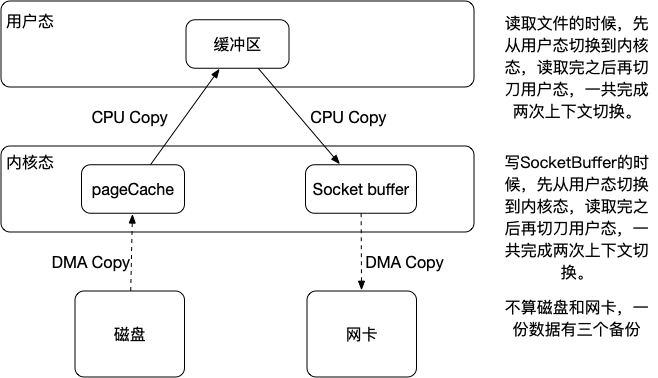 用户态
缓冲区
CPU Copy
CPU Copy
内核态
pageCache
Socket buffer
DMA Copy
DMA Copy
磁盘
网卡
读取文件的时候，先
从用户态切换到内核
态，读取完之后再切
刀用户态，一共完成
两次上下文切换。
写SocketBuffer的时
候，先从用户态切换
到内核态，读取完之
后再切刀用户态，一
共完成两次上下文切
换。
不算磁盘和网卡，一
份数据有三个备份